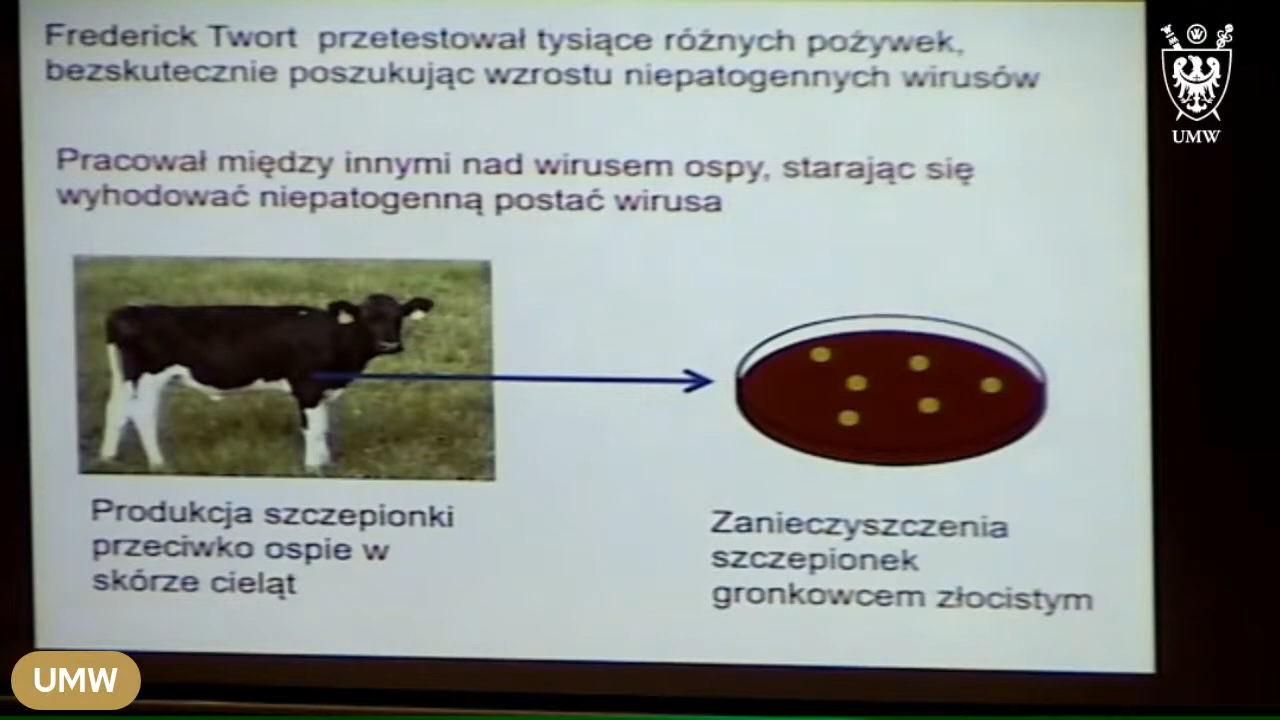 Frederick Twort przetestował tysiące różnych pożywek,
bezskutecznie poszukując wzrostu niepatogennych wirusów
Pracował między innymi nad wirusem ospy, starając się
wyhodować niepatogenną postać wirusa
Produkcja szczepionki
przeciwko ospie w
skórze cieląt
Zanieczyszczenia
szczepionek
gronkowcem złocistym
UMW
UMW